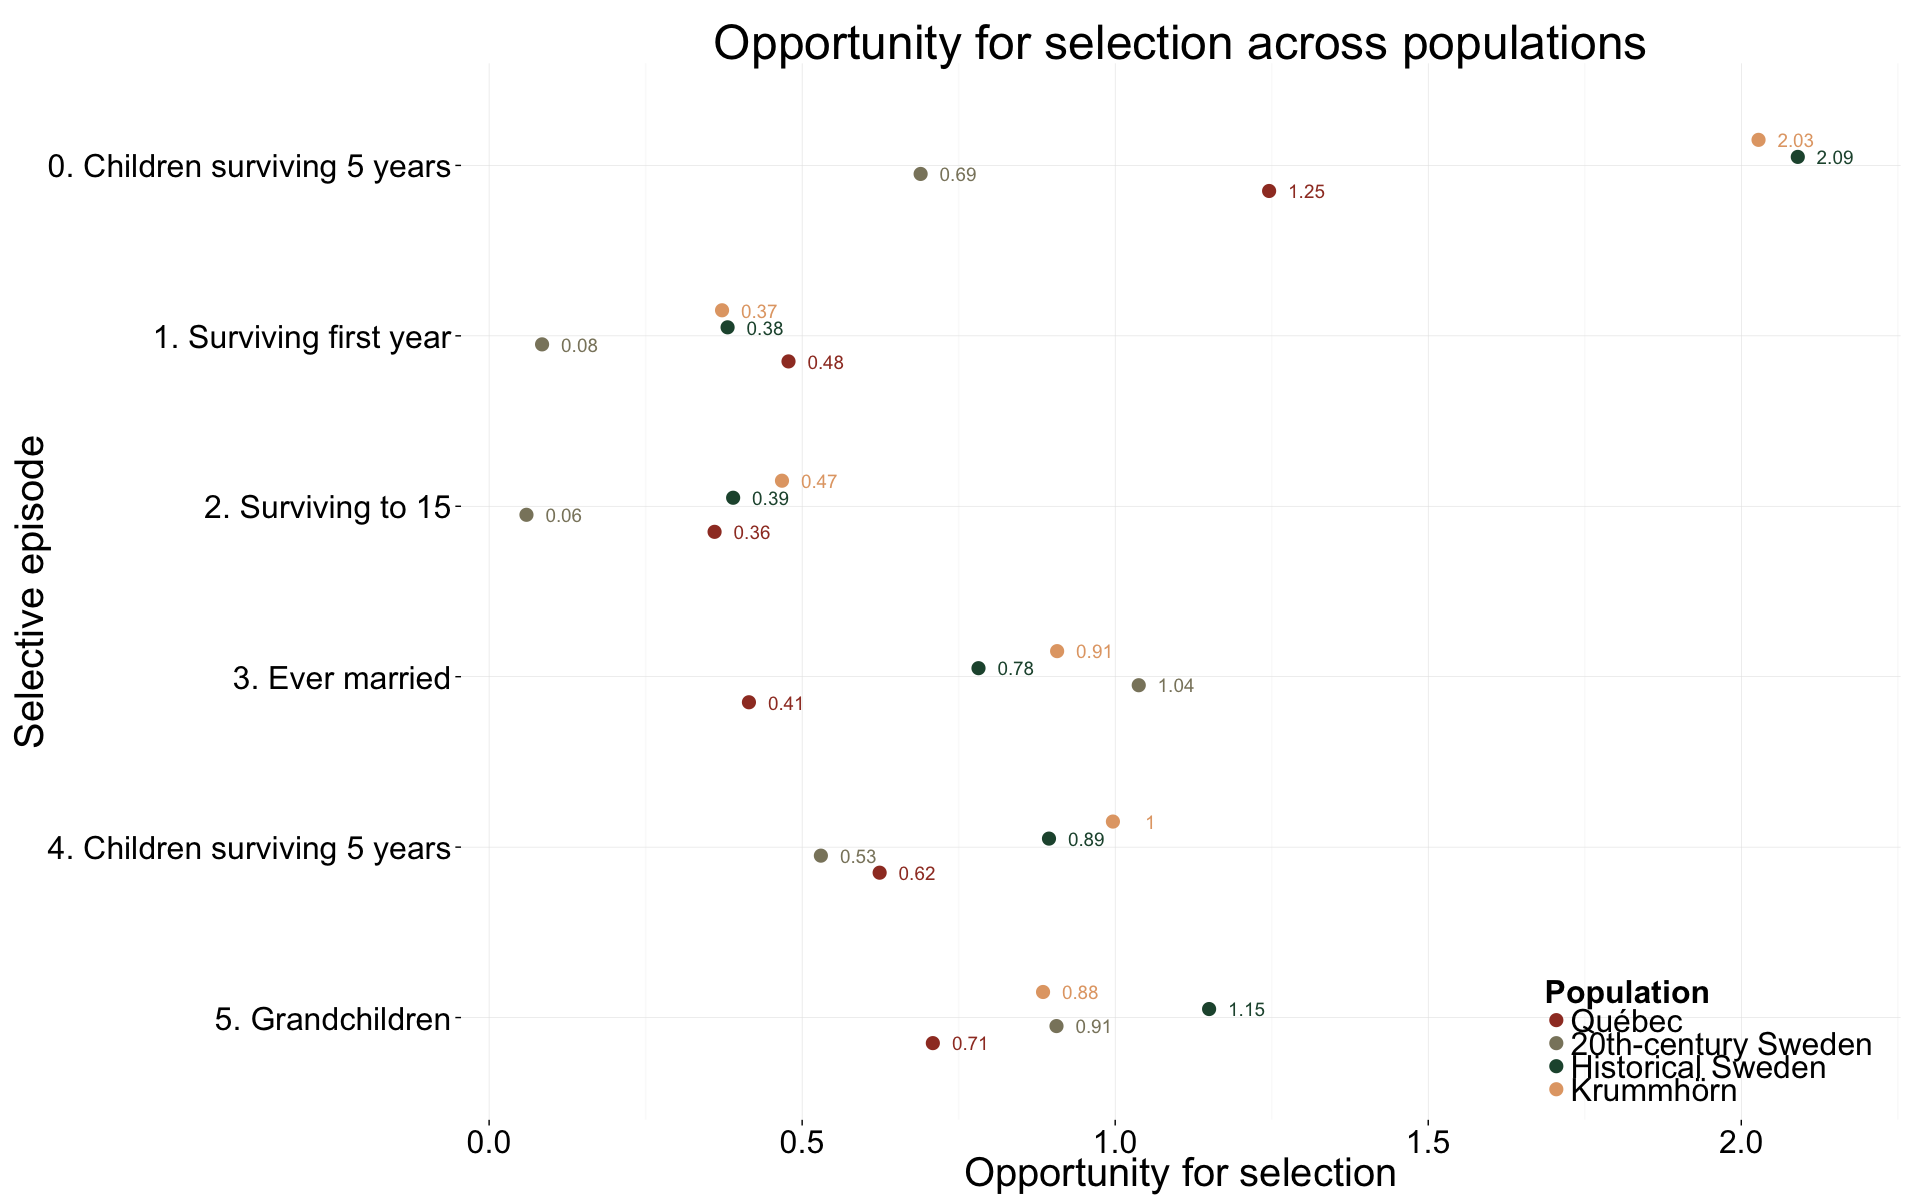 Opportunity for selection across populations
0. Children surviving 5 years
2.03
2.09
0.69
1.25
1. Surviving first year
0.37
0.38
0.08
0.48
2. Surviving to 15
0.47
0.39
0.06
0.36
3. Ever married
0.91
0.78
1.04
0.41
4. Children surviving 5 years
1
0.89
0.53
0.62
5. Grandchildren
0.88
1.15
0.91
0.71
Selective episode
Population
Québec
20th-century Sweden
Historical Sweden
Krummhörn
0.0 0.5 1.0 1.5 2.0
Opportunity for selection